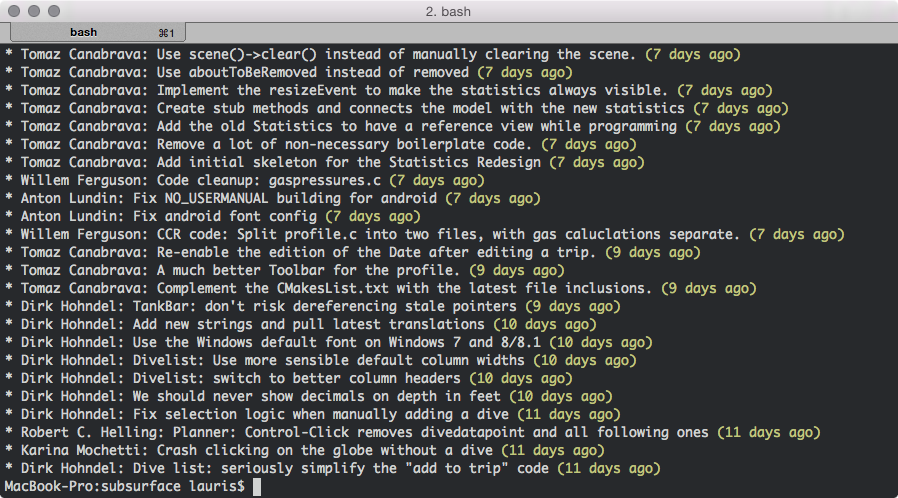 2. bash
bash ⌘1
* Tomaz Canabrava: Use scene()->clear() instead of manually clearing the scene. (7 days ago)
* Tomaz Canabrava: Use aboutToBeRemoved instead of removed (7 days ago)
* Tomaz Canabrava: Implement the resizeEvent to make the statistics always visible. (7 days ago)
* Tomaz Canabrava: Create stub methods and connects the model with the new statistics (7 days ago)
* Tomaz Canabrava: Add the old Statistics to have a reference view while programming (7 days ago)
* Tomaz Canabrava: Remove a lot of non-necessary boilerplate code. (7 days ago)
* Tomaz Canabrava: Add initial skeleton for the Statistics Redesign (7 days ago)
* Willem Ferguson: Code cleanup: gaspressures.c (7 days ago)
* Anton Lundin: Fix NO_USERMANUAL building for android (7 days ago)
* Anton Lundin: Fix android font config (7 days ago)
* Willem Ferguson: CCR code: Split profile.c into two files, with gas caluclations separate. (7 days ago)
* Tomaz Canabrava: Re-enable the edition of the Date after editing a trip. (9 days ago)
* Tomaz Canabrava: A much better Toolbar for the profile. (9 days ago)
* Tomaz Canabrava: Complement the CMakesList.txt with the latest file inclusions. (9 days ago)
* Dirk Hohndel: TankBar: don't risk dereferencing stale pointers (9 days ago)
* Dirk Hohndel: Add new strings and pull latest translations (10 days ago)
* Dirk Hohndel: Use the Windows default font on Windows 7 and 8/8.1 (10 days ago)
* Dirk Hohndel: Divelist: Use more sensible default column widths (10 days ago)
* Dirk Hohndel: Divelist: switch to better column headers (10 days ago)
* Dirk Hohndel: We should never show decimals on depth in feet (10 days ago)
* Dirk Hohndel: Fix selection logic when manually adding a dive (11 days ago)
* Robert C. Helling: Planner: Control-Click removes divedatapoint and all following ones (11 days ago)
* Karina Mochetti: Crash clicking on the globe without a dive (11 days ago)
* Dirk Hohndel: Dive list: seriously simplify the "add to trip" code (11 days ago)
MacBook-Pro:subsurface lauris$